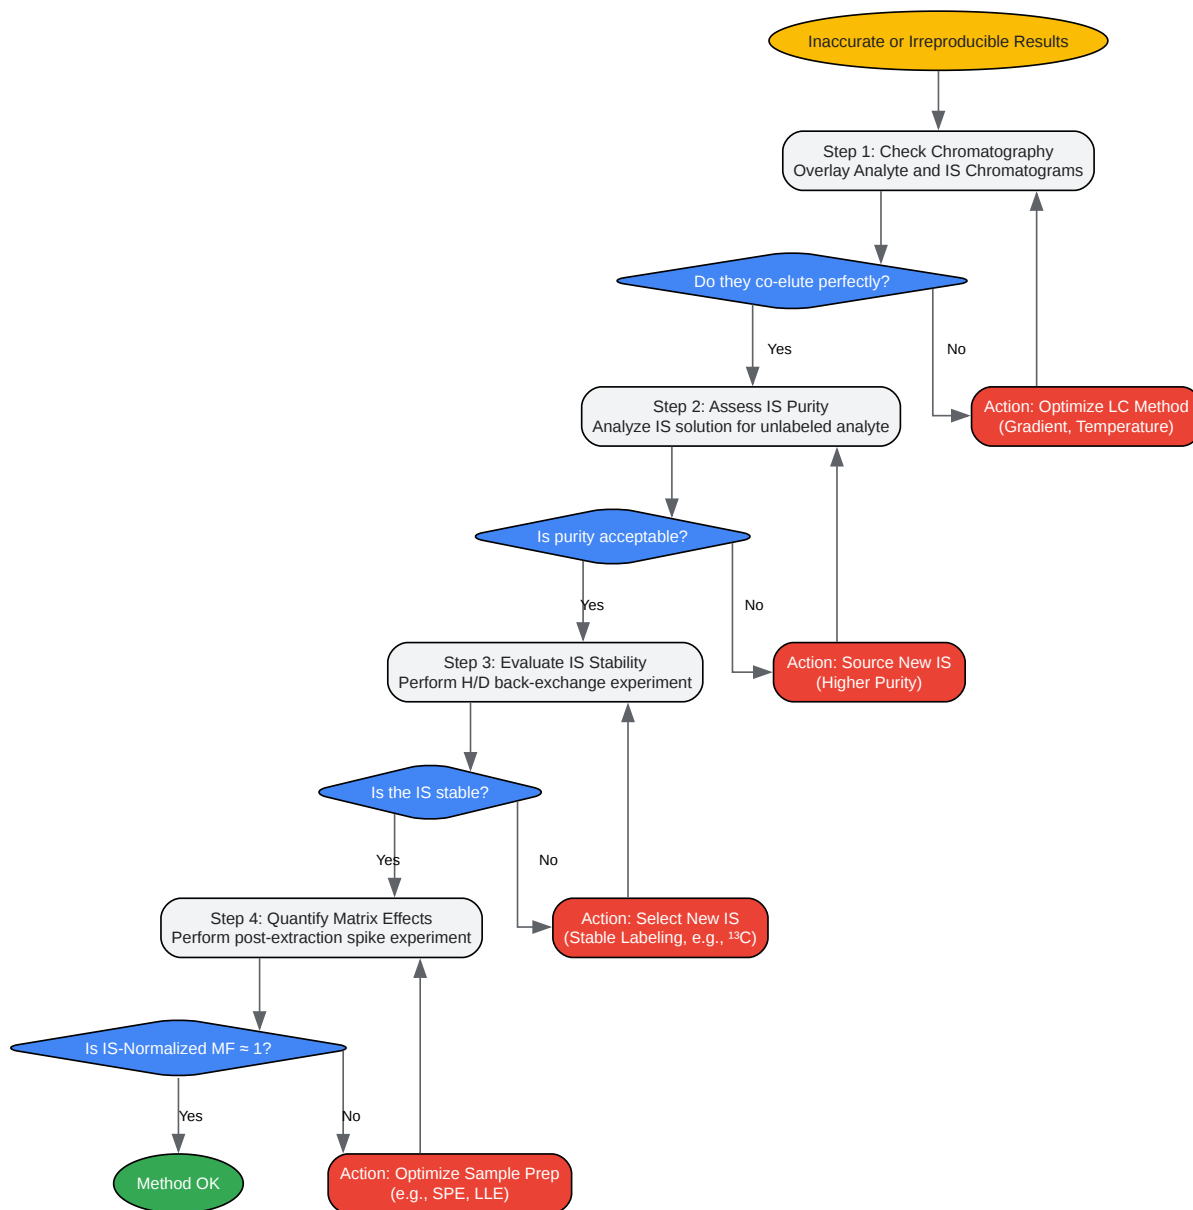 Inaccurate or Irreproducible Results
Step 1: Check Chromatography
Overlay Analyte and IS Chromatograms
Do they co-elute perfectly?
Yes
No
Step 2: Assess IS Purity
Analyze IS solution for unlabeled analyte
Action: Optimize LC Method
(Gradient, Temperature)
Is purity acceptable?
Yes
No
Step 3: Evaluate IS Stability
Perform H/D back-exchange experiment
Action: Source New IS
(Higher Purity)
Is the IS stable?
Yes
No
Step 4: Quantify Matrix Effects
Perform post-extraction spike experiment
Action: Select New IS
(Stable Labeling, e.g., ¹³C)
Is IS-Normalized MF ≈ 1?
Yes
No
Method OK
Action: Optimize Sample Prep
(e.g., SPE, LLE)